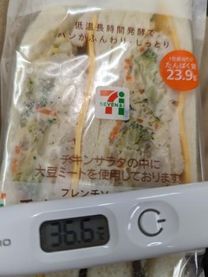 低温長時間発酵で
パンがふんわり・しっとり
1包装当たり
たんぱく質
23.9g
7
ELEVEN
チキンサラダの中に
大豆ミートを使用しております
フレンチ
36.6